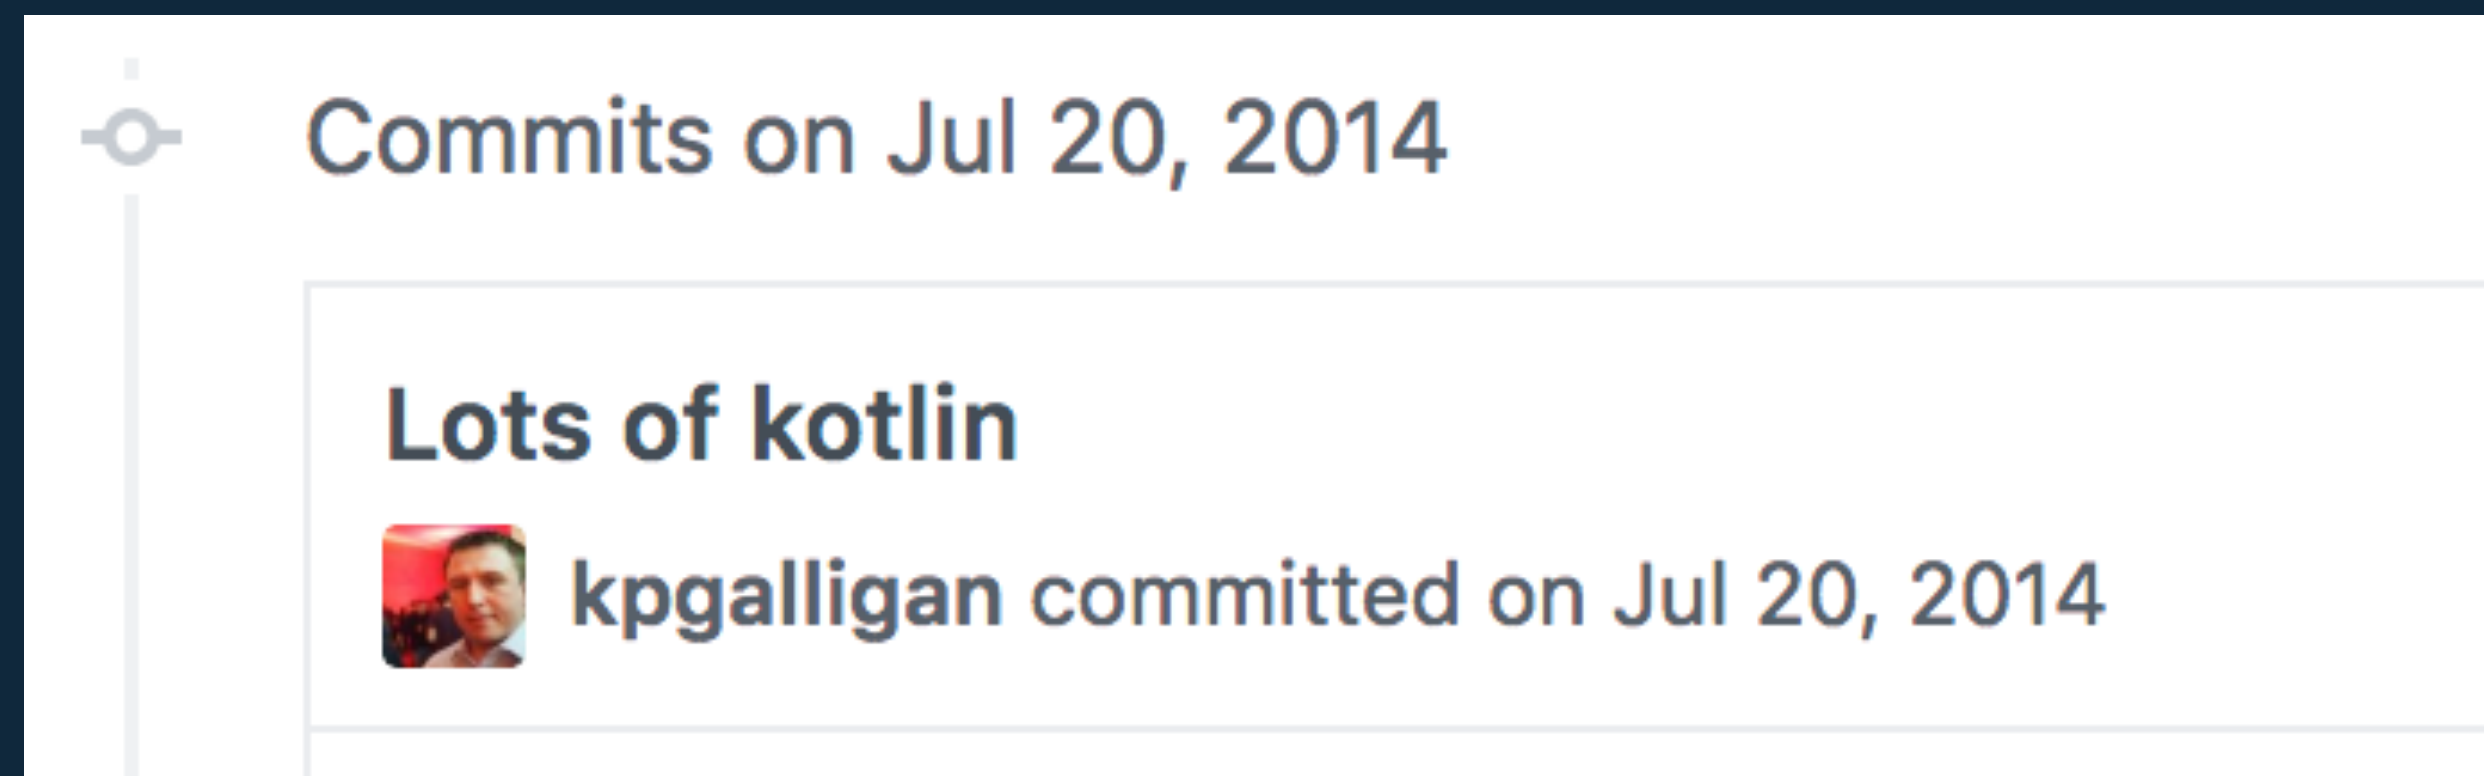 Commits on Jul 20, 2014
Lots of kotlin
kpgalligan committed on Jul 20, 2014